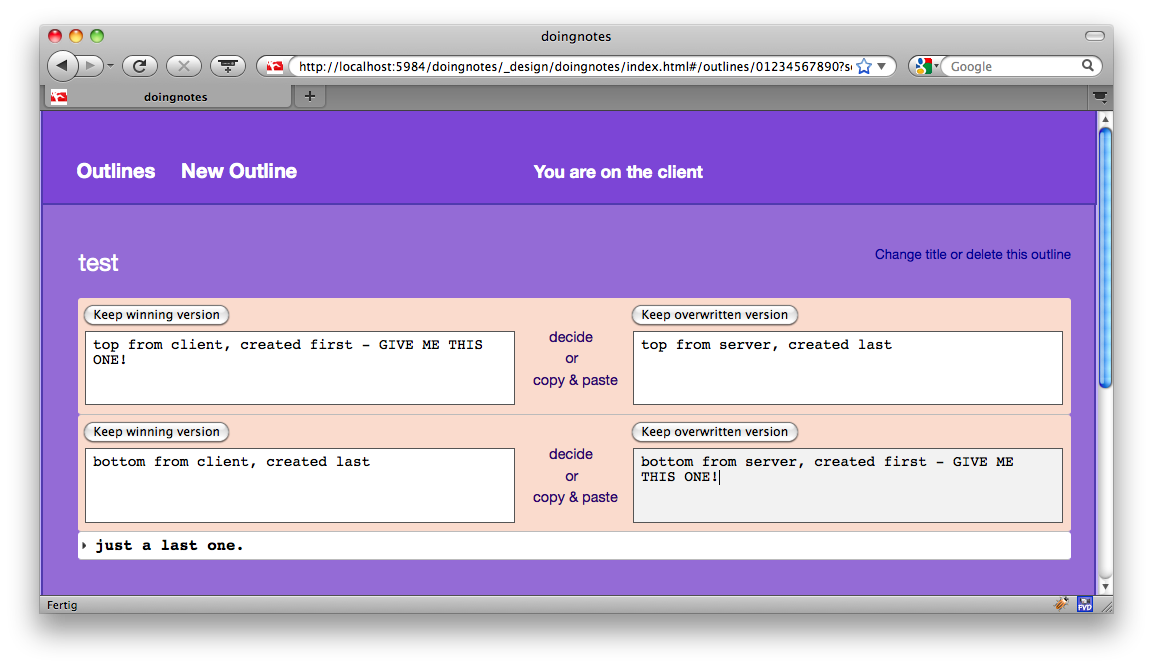 doingnotes
http://localhost:5984/doingnotes/_design/doingnotes/index.html#/outlines/01234567890?s
Google
doingnotes
Outlines New Outline You are on the client
test
Change title or delete this outline
Keep winning version
Keep overwritten version
top from client, created first - GIVE ME THIS
ONE!
decide
or
copy & paste
top from server, created last
Keep winning version
Keep overwritten version
bottom from client, created last
decide
or
copy & paste
bottom from server, created first - GIVE ME
THIS ONE!
just a last one.
Fertig
FVD